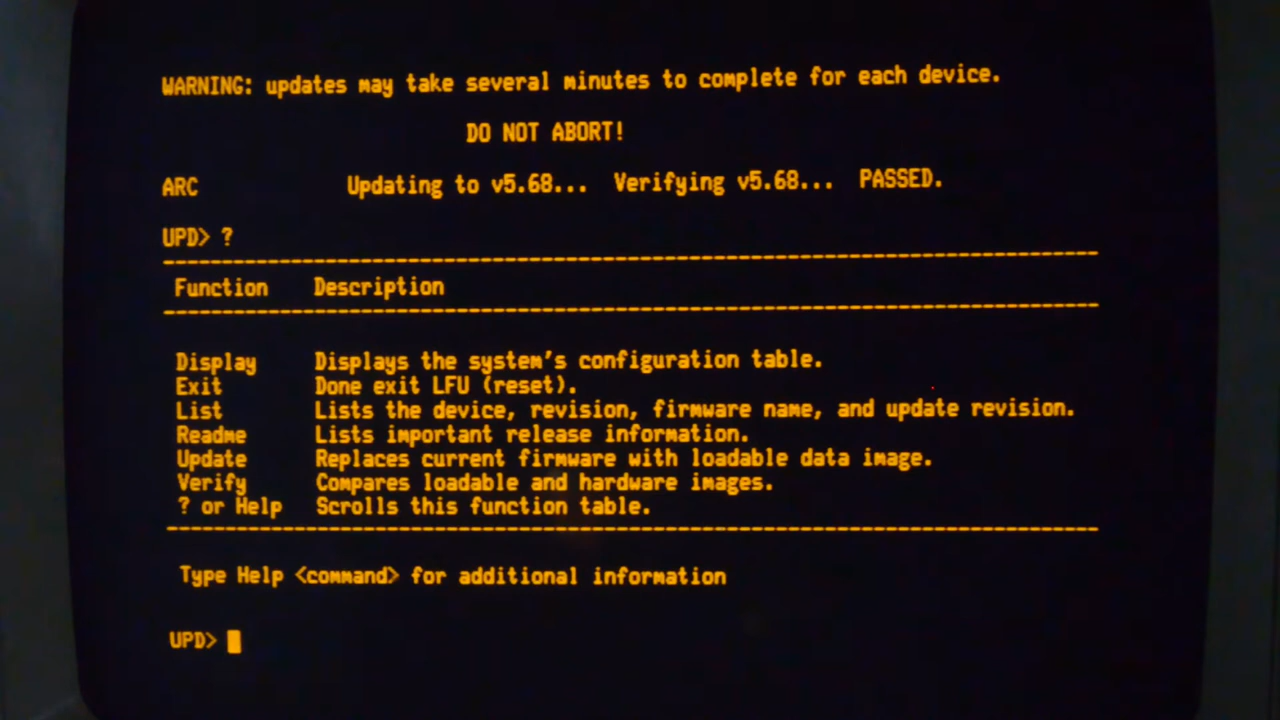 WARNING: updates may take several minutes to complete for each device.
DO NOT ABORT!
ARC Updating to v5.68... Verifying v5.68... PASSED.
UPD> ?
Function Description
Display Displays the system's configuration table.
Exit Done exit LFU (reset).
List Lists the device, revision, firmware name, and update revision.
Readme Lists important release information.
Update Replaces current firmware with loadable data image.
Verify Compares loadable and hardware images.
? or Help Scrolls this function table.
Type Help <command> for additional information
UPD>